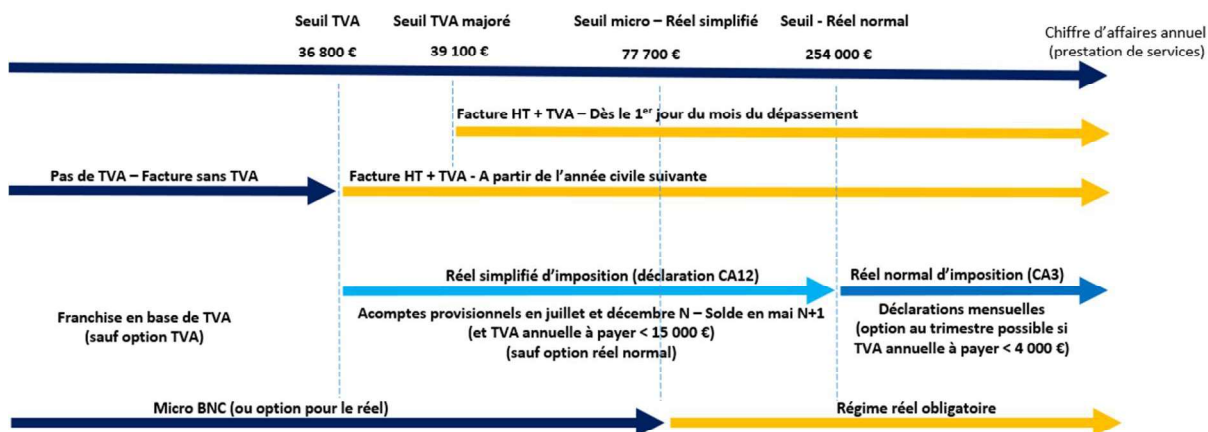 Seuil TVA
36 800 €
Seuil TVA majoré
39 100 €
Seuil micro – Réel simplifié
77 700 €
Seuil - Réel normal
254 000 €
Chiffre d’affaires annuel
(prestation de services)
Facture HT + TVA – Dès le 1er jour du mois du dépassement
Pas de TVA – Facture sans TVA
Facture HT + TVA - A partir de l’année civile suivante
Réel simplifié d’imposition (déclaration CA12)
Réel normal d’imposition (CA3)
Franchise en base de TVA
(sauf option TVA)
Acomptes provisionnels en juillet et décembre N – Solde en mai N+1
(et TVA annuelle à payer < 15 000 €)
(sauf option réel normal)
Déclarations mensuelles
(option au trimestre possible si
TVA annuelle à payer < 4 000 €)
Micro BNC (ou option pour le réel)
Régime réel obligatoire